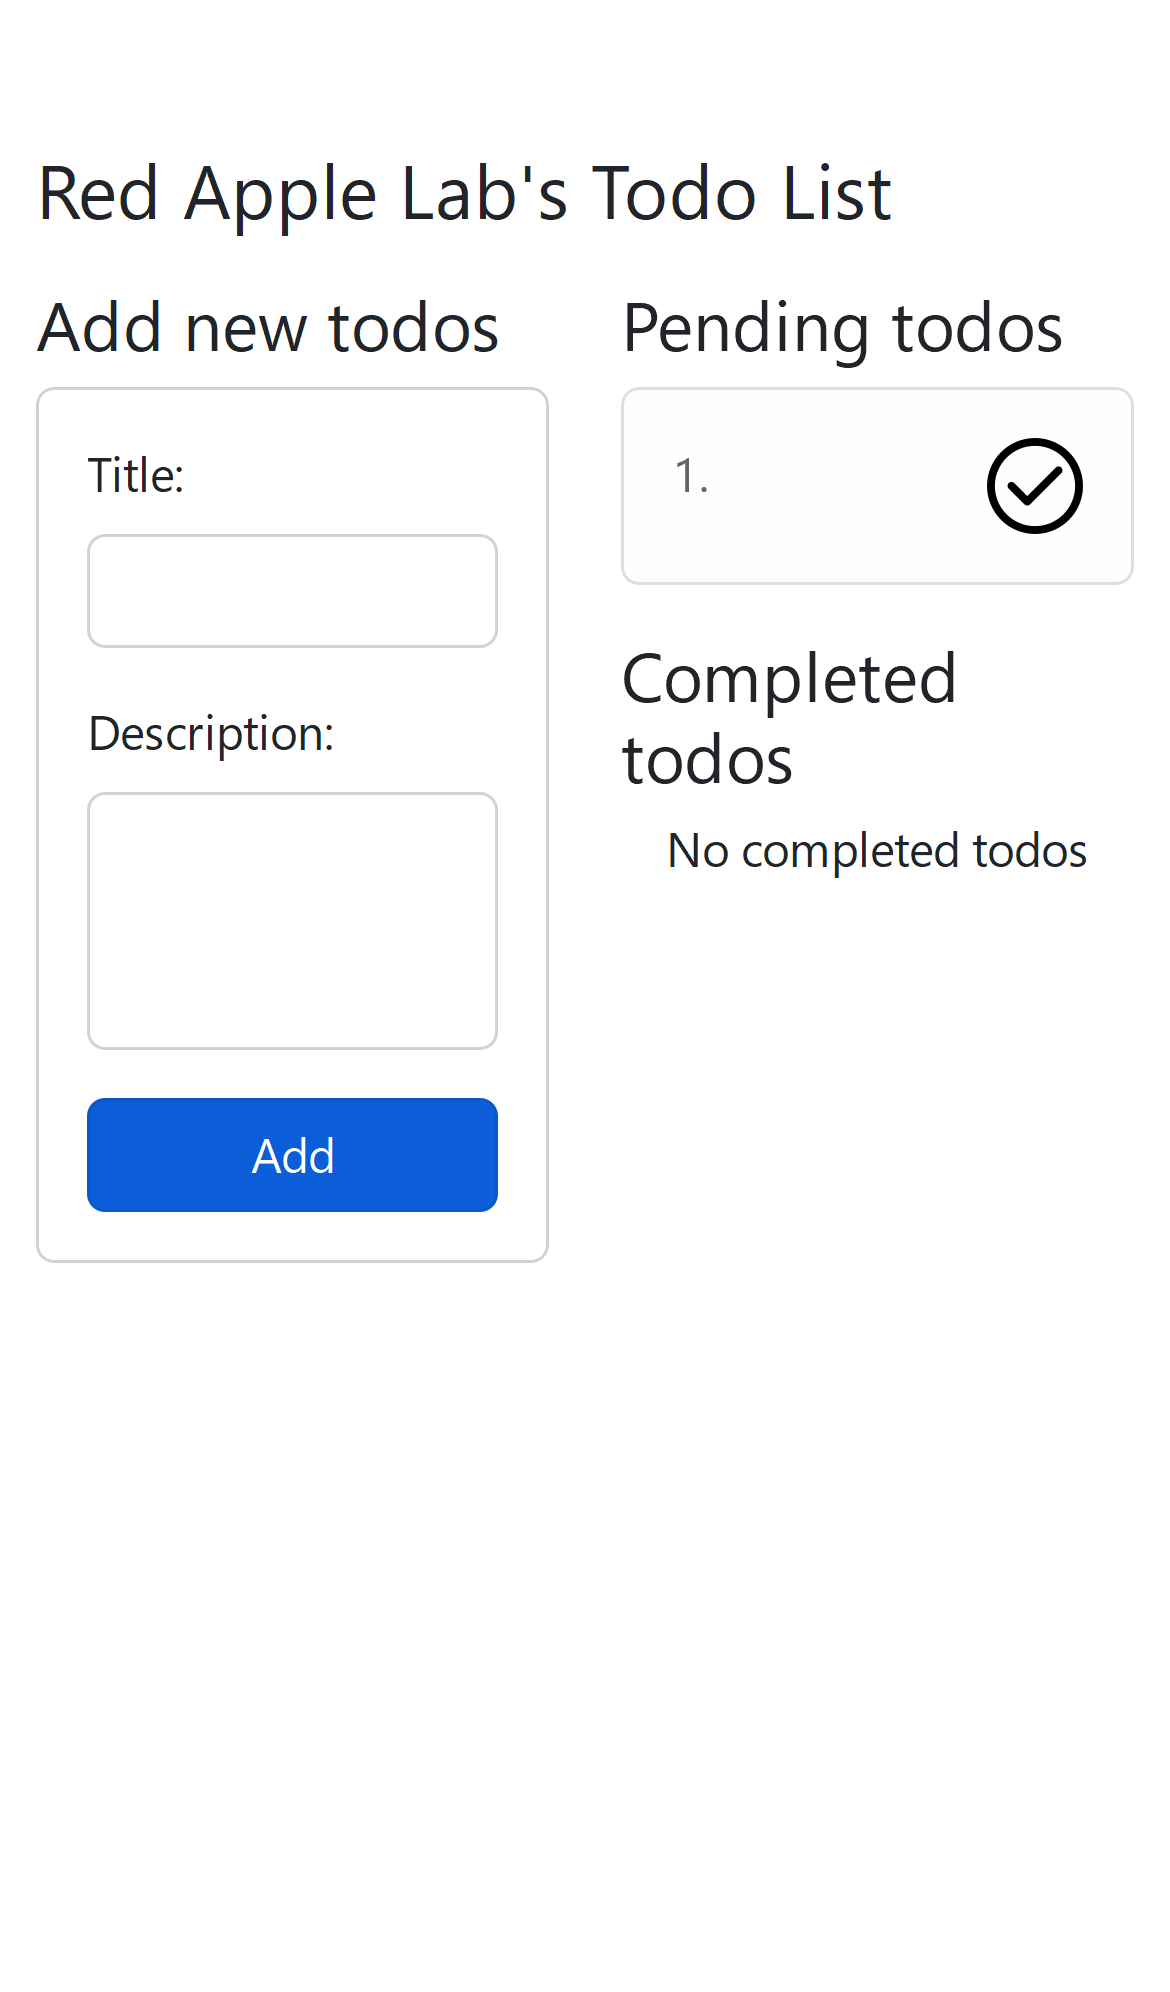 Red Apple Lab's Todo List
Add new todos
Title:
Description:
Add
Pending todos
1.
Completed
todos
No completed todos